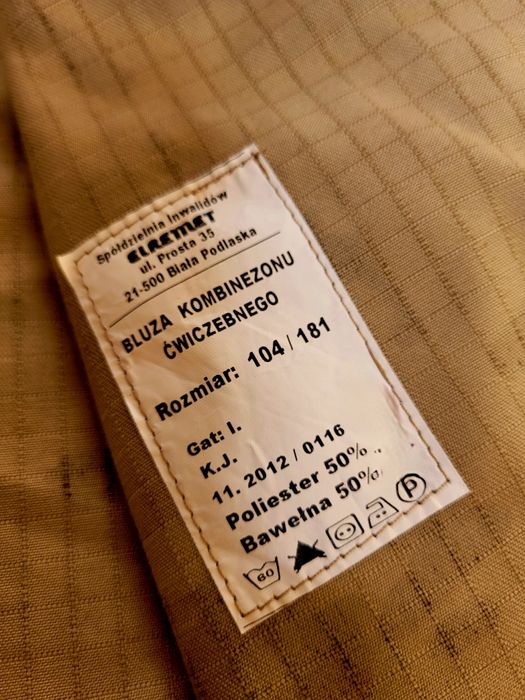 Spółdzielnia Inwalidów
ELREMET
ul. Prosta 35
21-500 Biała Podlaska
BLUZA KOMBINEZONU
ĆWICZEBNEGO
Rozmiar: 104 / 181
Gat: I.
K.J.
11. 2012 / 0116
Poliester 50%
Bawełna 50%
60 P